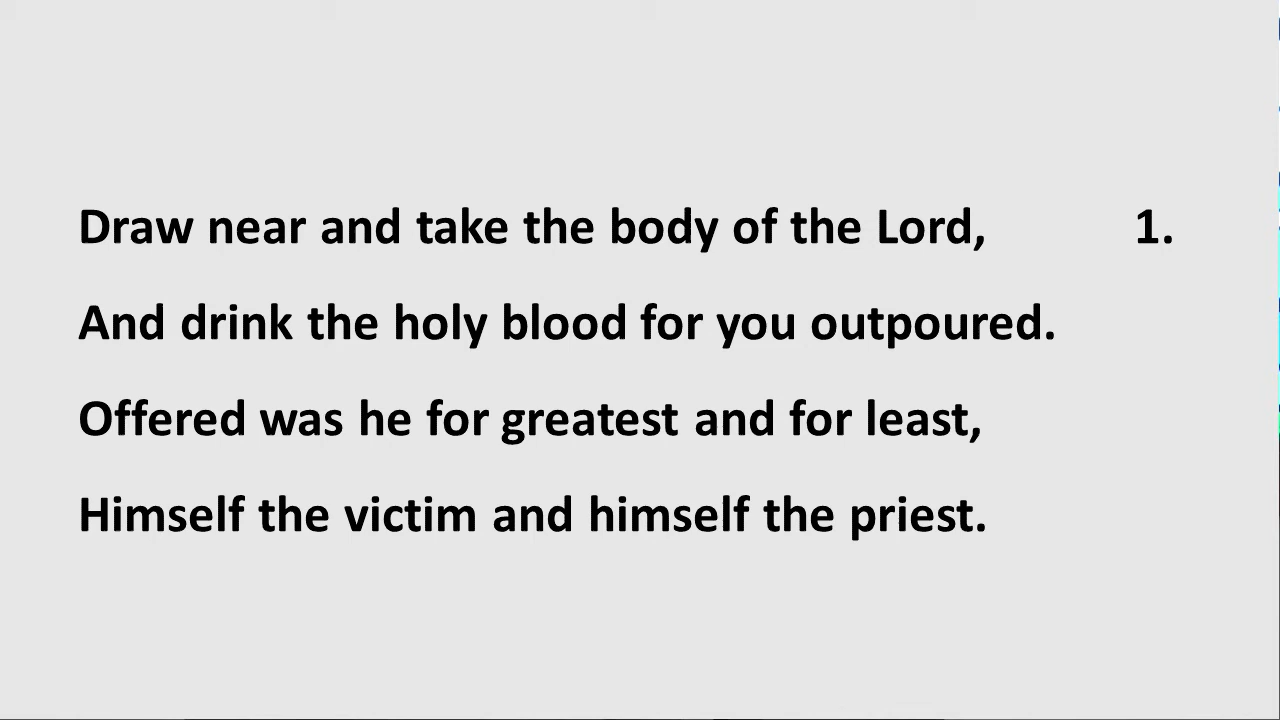 Draw near and take the body of the Lord, 1.
And drink the holy blood for you outpoured.
Offered was he for greatest and for least,
Himself the victim and himself the priest.